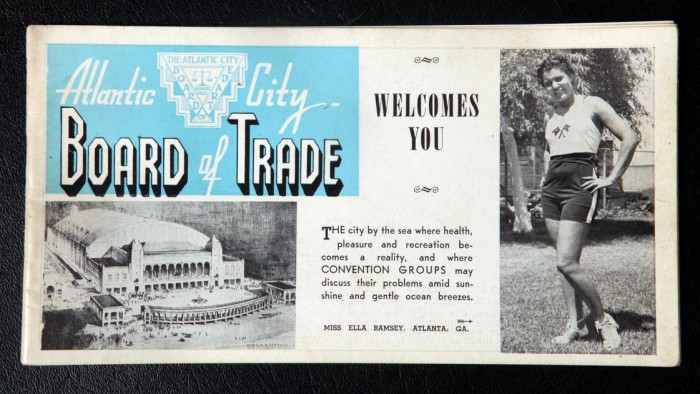 Atlantic City
THE ATLANTIC CITY
BOARD of TRADE
WELCOMES
YOU
THE city by the sea where health,
pleasure and recreation be-
comes a reality, and where
CONVENTION GROUPS may
discuss their problems amid sun-
shine and gentle ocean breezes.
MISS ELLA RAMSEY, ATLANTA, GA.